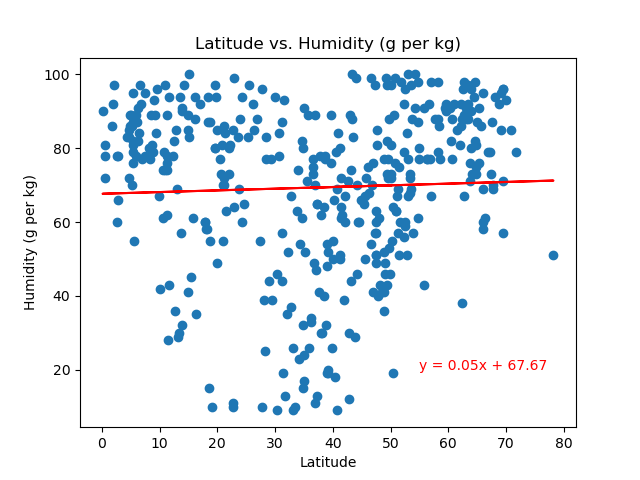 Latitude vs. Humidity (g per kg)
100
80
60
40
20
Humidity (g per kg)
y = 0.05x + 67.67
0 10 20 30 40 50 60 70 80
Latitude